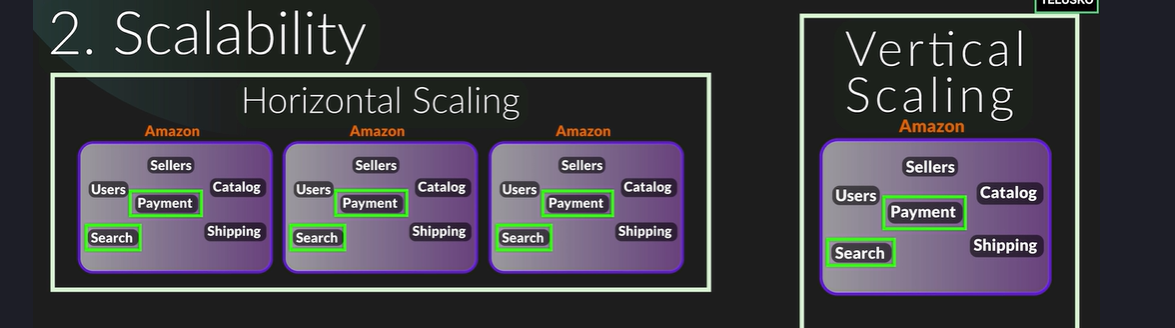 TELUSKO
2. Scalability
Horizontal Scaling
Amazon
Sellers
Users
Catalog
Payment
Search
Shipping
Amazon
Sellers
Users
Catalog
Payment
Search
Shipping
Amazon
Sellers
Users
Catalog
Payment
Search
Shipping
Vertical
Scaling
Amazon
Sellers
Users
Catalog
Payment
Search
Shipping